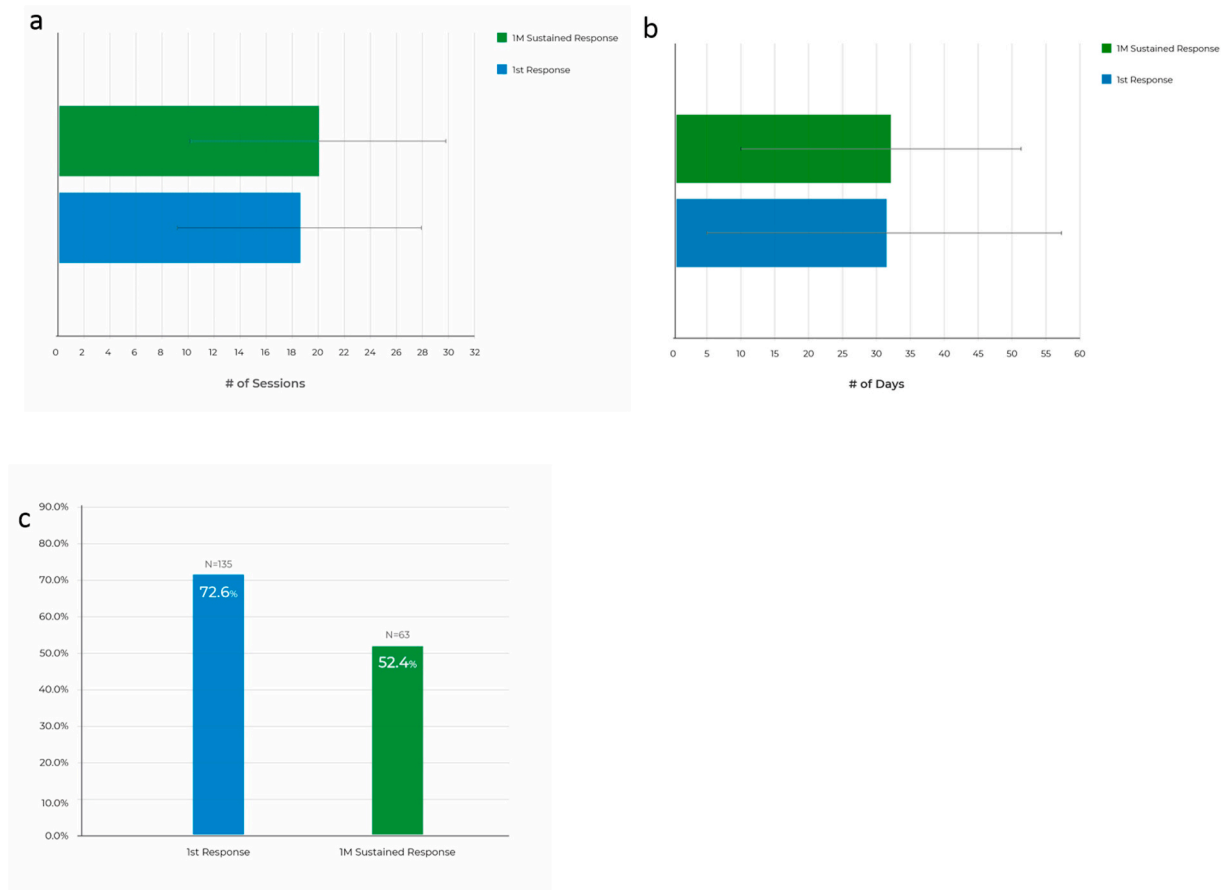 a
1M Sustained Response
1st Response
0 2 4 6 8 10 12 14 16 18 20 22 24 26 28 30 32
# of Sessions
b
1M Sustained Response
1st Response
0 5 10 15 20 25 30 35 40 45 50 55 60
# of Days
c
90.0%
80.0%
70.0%
60.0%
50.0%
40.0%
30.0%
20.0%
10.0%
0.0%
N=135
72.6%
N=63
52.4%
1st Response 1M Sustained Response